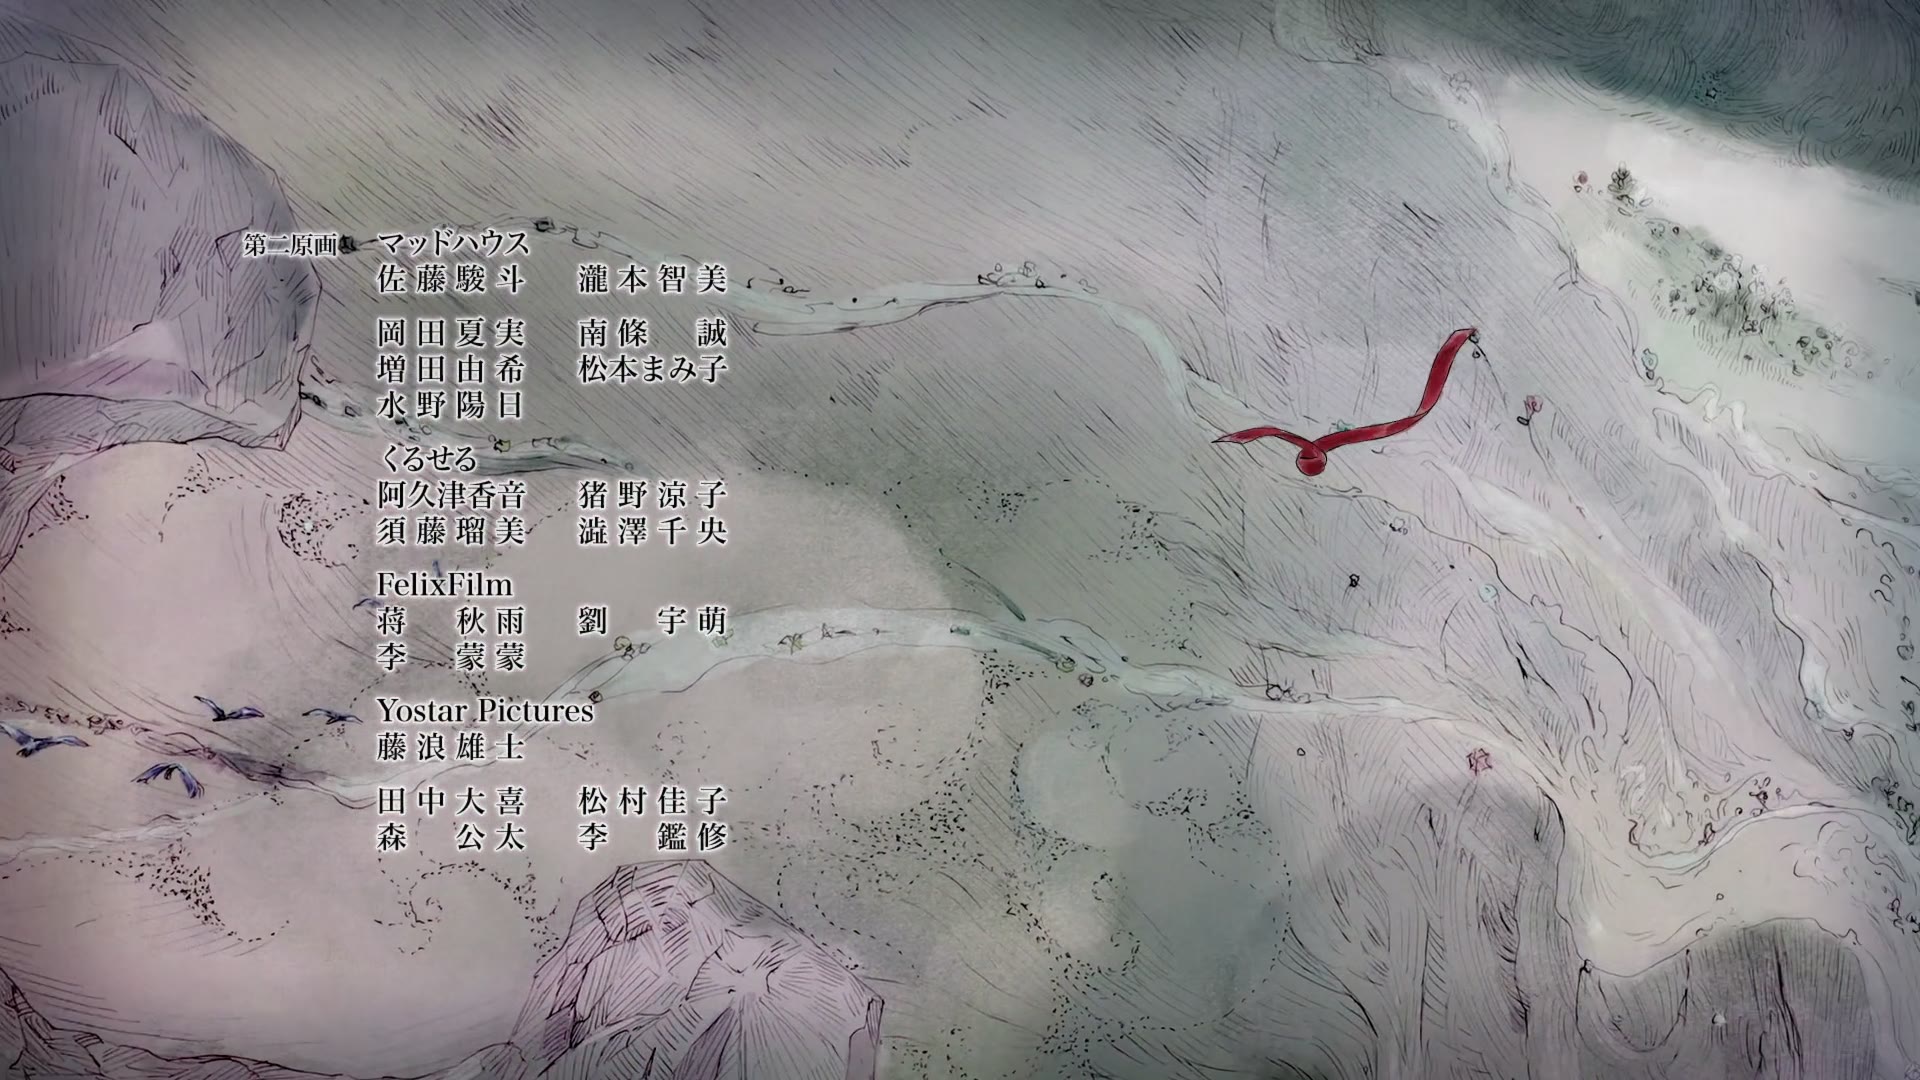 第二原画 マッドハウス
佐藤駿斗 瀧本智美
岡田夏実 南條誠
増田由希 松本まみ子
水野陽日
くるせる
阿久津香音 猪野涼子
須藤瑠美 澁澤千央
FelixFilm
蒋秋雨 劉宇萌
李蒙蒙
Yostar Pictures
藤浪雄士
田中大喜 松村佳子
森公太 李鑑修